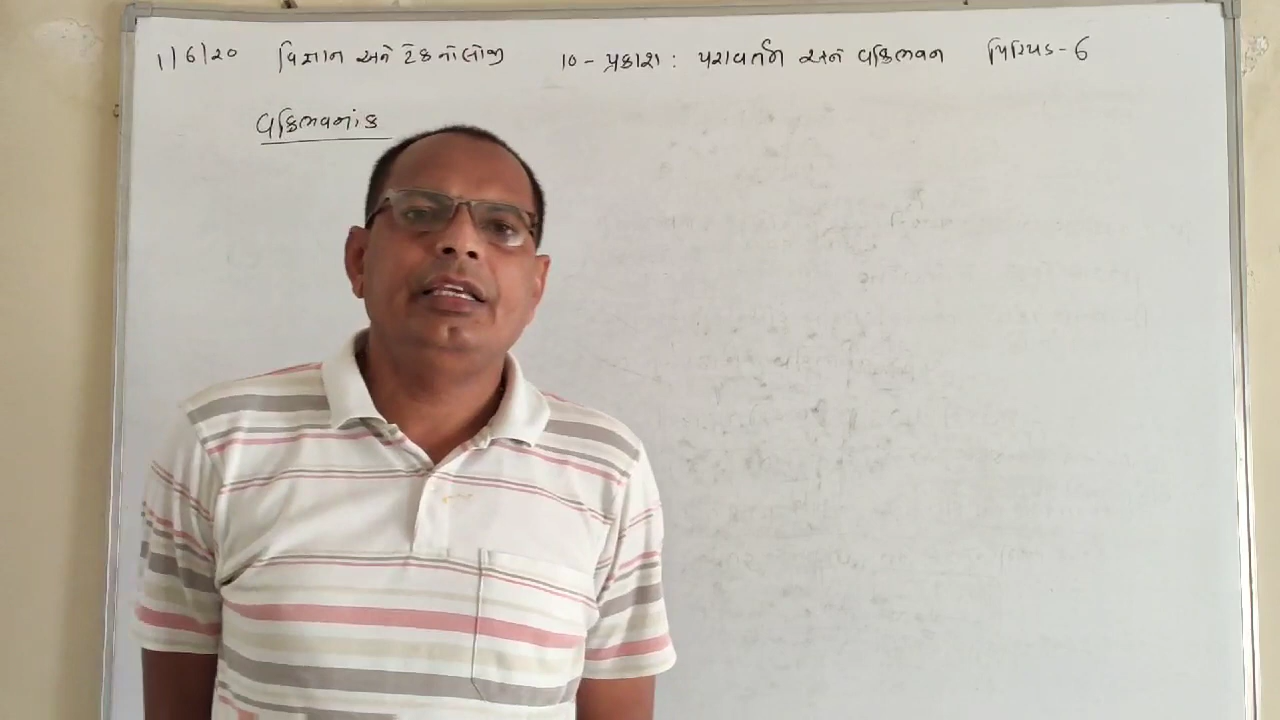 1/6/20 વિજ્ઞાન અને ટેકનોલોજી 10 - પ્રકાશ : પરાવર્તન અને વક્રિભવન પિરિયડ - 6
વક્રિભવનાંક